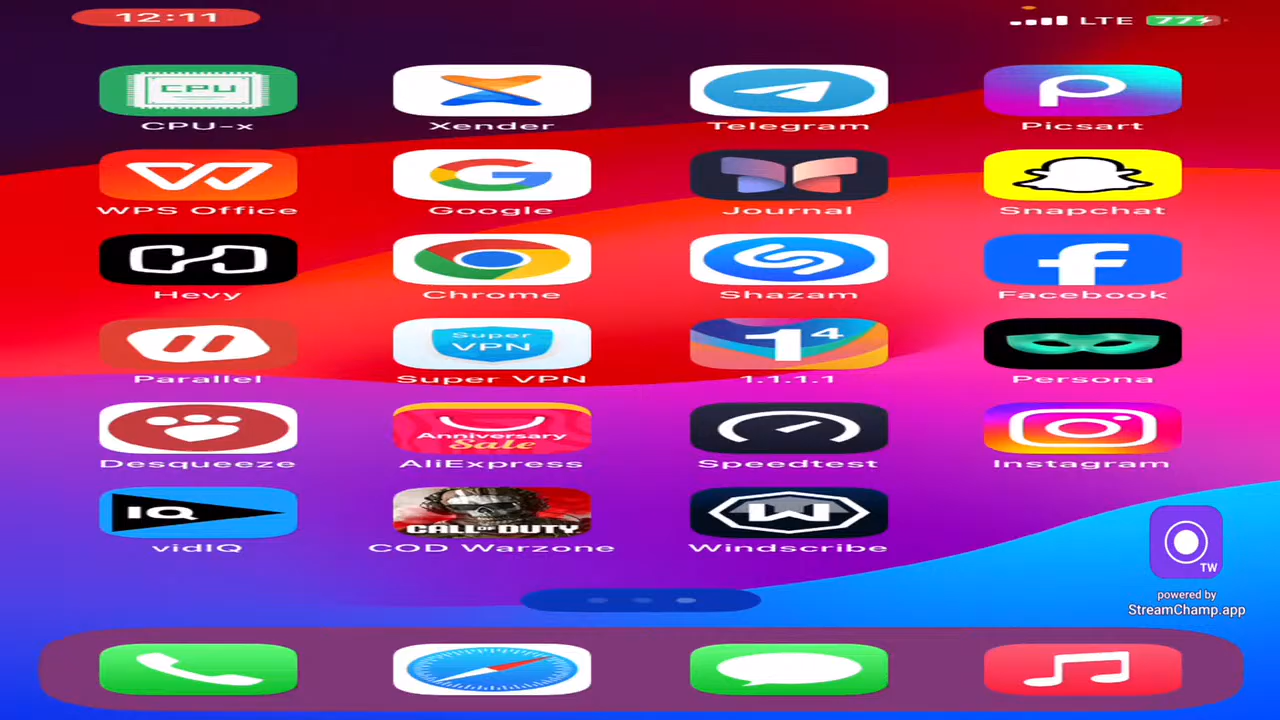 12:11 LTE 77
CPU
CPU-x Xender Telegram Picsart
WPS Office Google Journal Snapchat
Hevy Chrome Shazam Facebook
Super
VPN
1 4
Parallel Super VPN 1.1.1.1 Persona
Anniversary
Sale
Desqueeze AliExpress Speedtest Instagram
IQ
CALL OF DUTY
W
vidIQ COD Warzone Windscribe
TW
powered by
StreamChamp.app